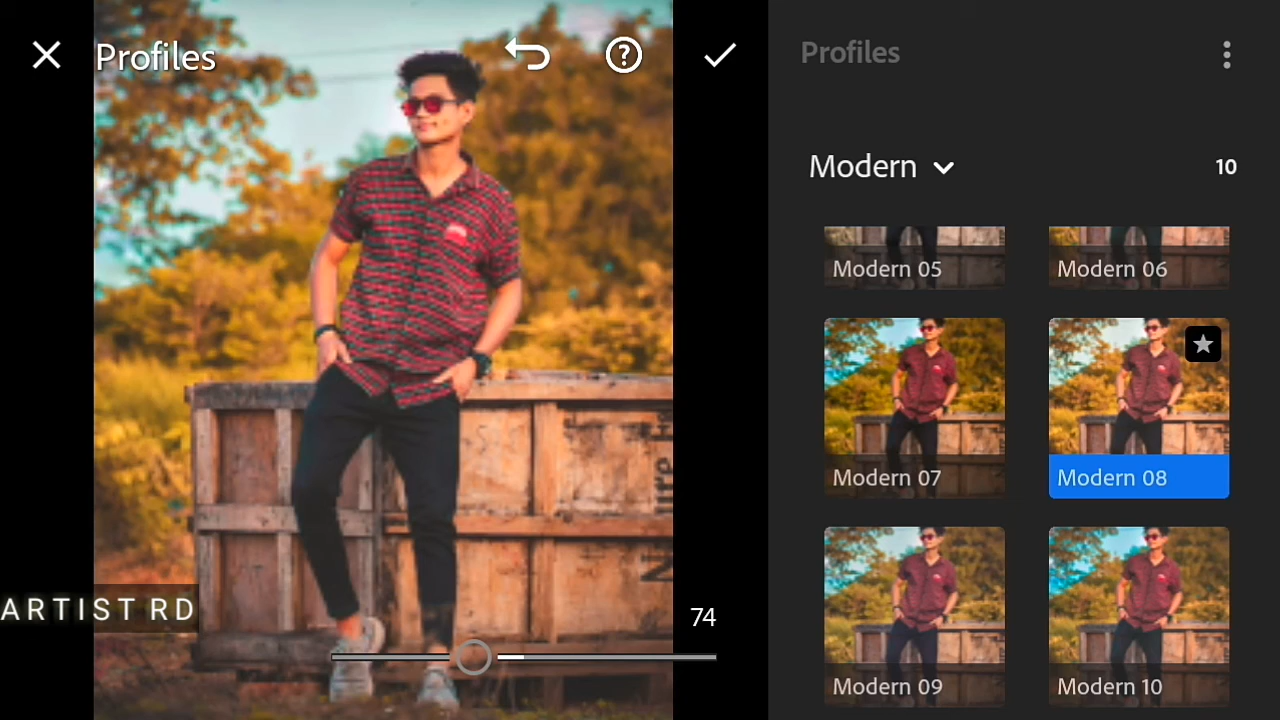 Profiles
Profiles
Modern
10
Modern 05
Modern 06
Modern 07
Modern 08
Modern 09
Modern 10
ARTIST RD
74